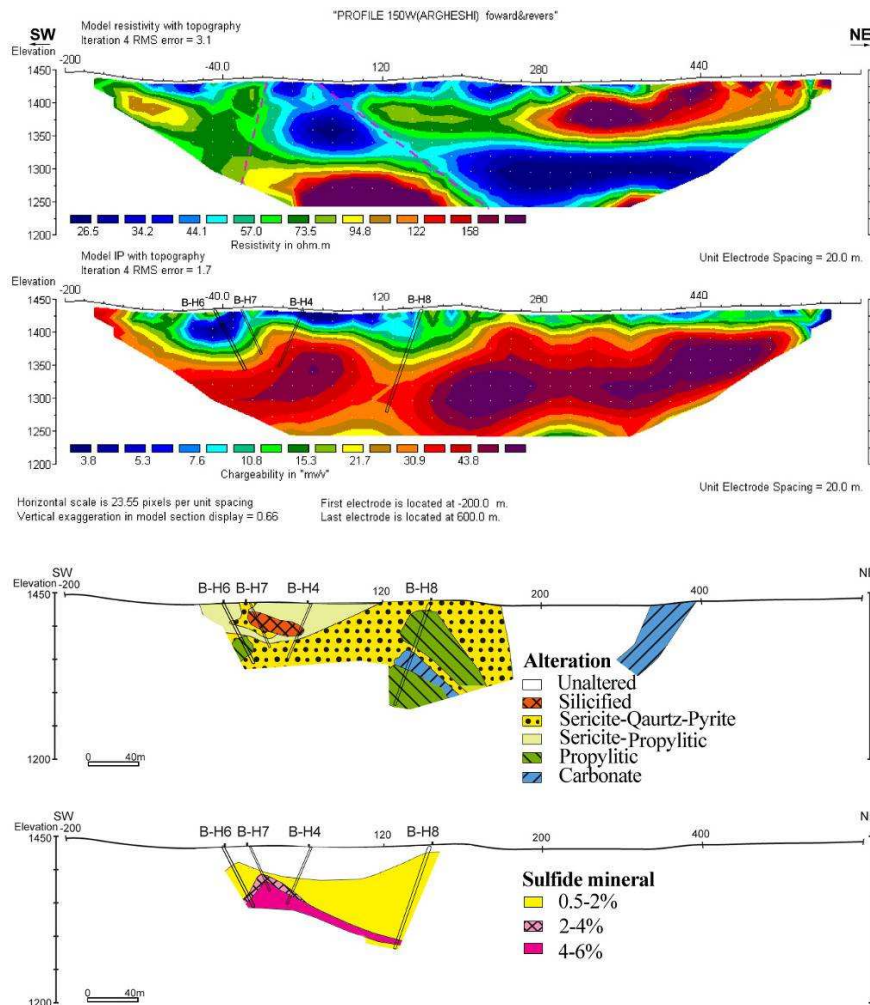 "PROFILE 150W(ARGHESHI) foward&revers"
Model resistivity with topography
Iteration 4 RMS error = 3.1
SW
NE
Elevation
-200 -40.0 120 280 440
1450
1400
1350
1300
1250
1200
26.5 34.2 44.1 57.0 73.5 94.8 122 158
Resistivity in ohm.m
Unit Electrode Spacing = 20.0 m.
Model IP with topography
Iteration 4 RMS error = 1.7
Elevation
-200 -40.0 120 280 440
B-H6 B-H7 B-H4 B-H8
1450
1400
1350
1300
1250
1200
3.8 5.3 7.6 10.8 15.3 21.7 30.9 43.8
Chargeability in "mv/v"
Unit Electrode Spacing = 20.0 m.
Horizontal scale is 23.55 pixels per unit spacing
Vertical exaggeration in model section display = 0.66
First electrode is located at -200.0 m.
Last electrode is located at 600.0 m.
SW
Elevation -200
B-H6 B-H7 B-H4 120 B-H8 200 400
1450
1200
0 40m
Alteration
Unaltered
Silicified
Sericite-Qaurtz-Pyrite
Sericite-Propylitic
Propylitic
Carbonate
SW
Elevation -200
B-H6 B-H7 B-H4 120 B-H8 200 400
1450
1200
0 40m
Sulfide mineral
0.5-2%
2-4%
4-6%